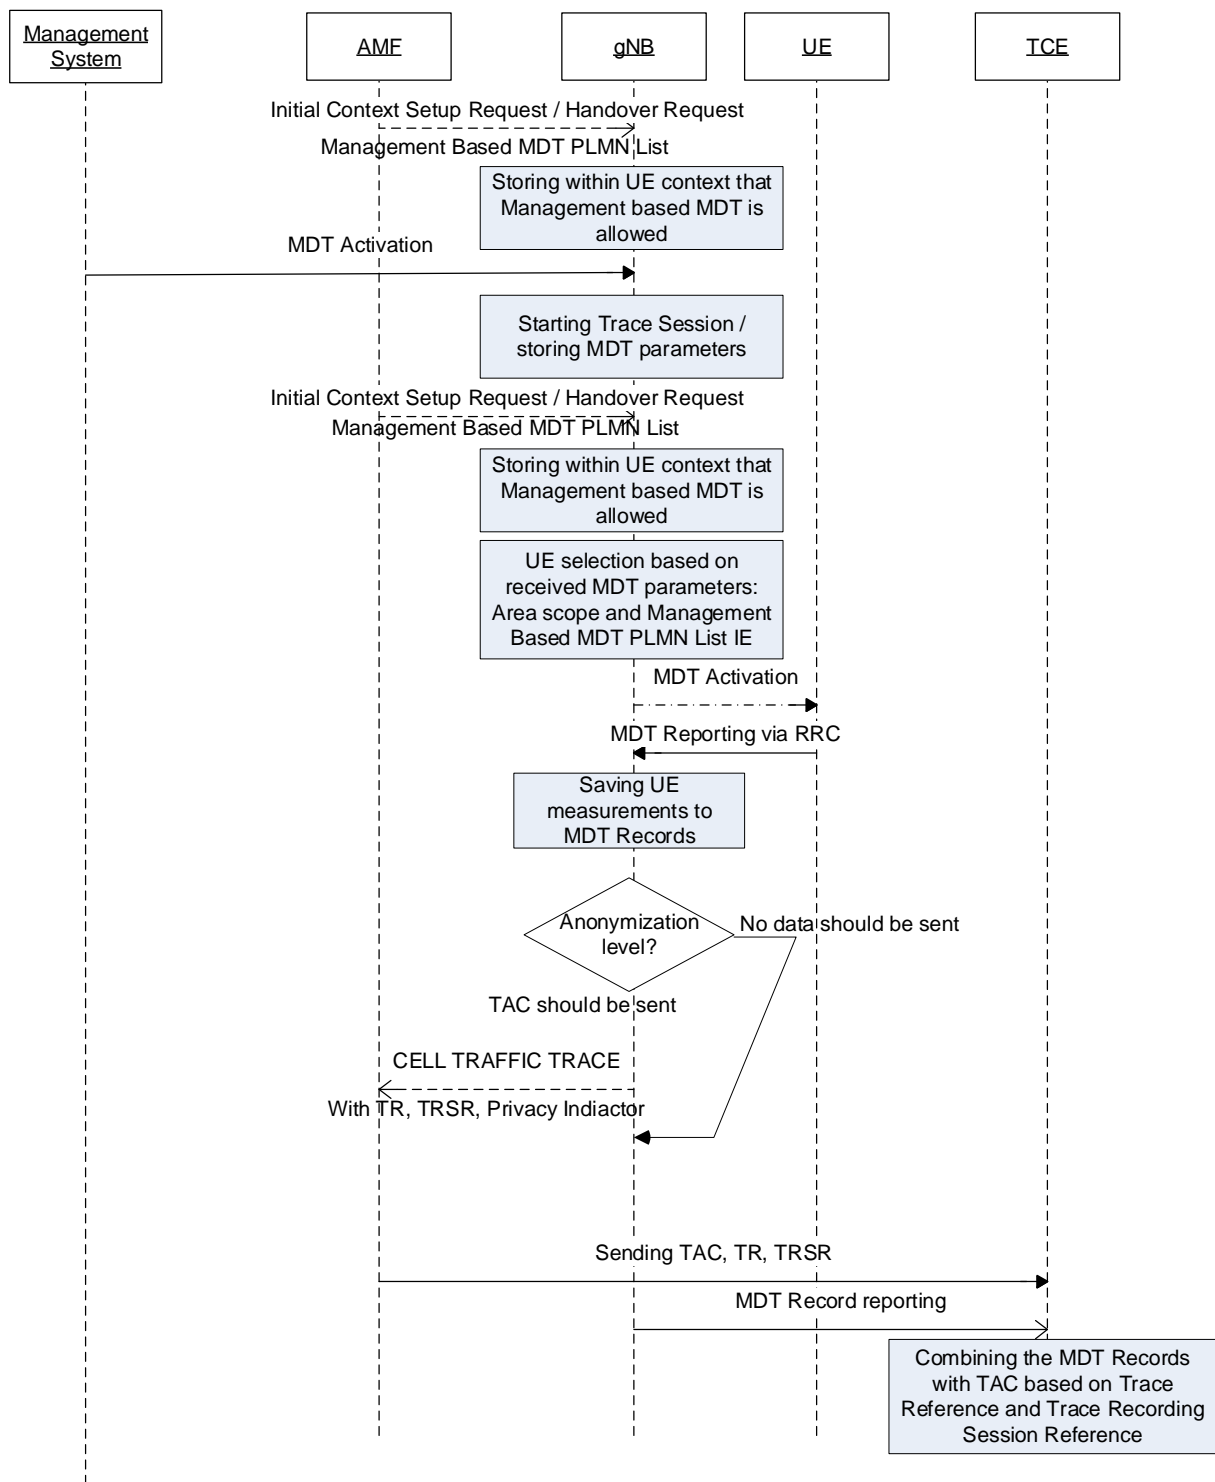 Management
System
AMF
gNB
UE
TCE
Initial Context Setup Request / Handover Request
Management Based MDT PLMN List
Storing within UE context that
Management based MDT is
allowed
MDT Activation
Starting Trace Session /
storing MDT parameters
Initial Context Setup Request / Handover Request
Management Based MDT PLMN List
Storing within UE context that
Management based MDT is
allowed
UE selection based on
received MDT parameters:
Area scope and Management
Based MDT PLMN List IE
MDT Activation
MDT Reporting via RRC
Saving UE
measurements to
MDT Records
Anonymization
level?
No data should be sent
TAC should be sent
CELL TRAFFIC TRACE
With TR, TRSR, Privacy Indiactor
Sending TAC, TR, TRSR
MDT Record reporting
Combining the MDT Records
with TAC based on Trace
Reference and Trace Recording
Session Reference